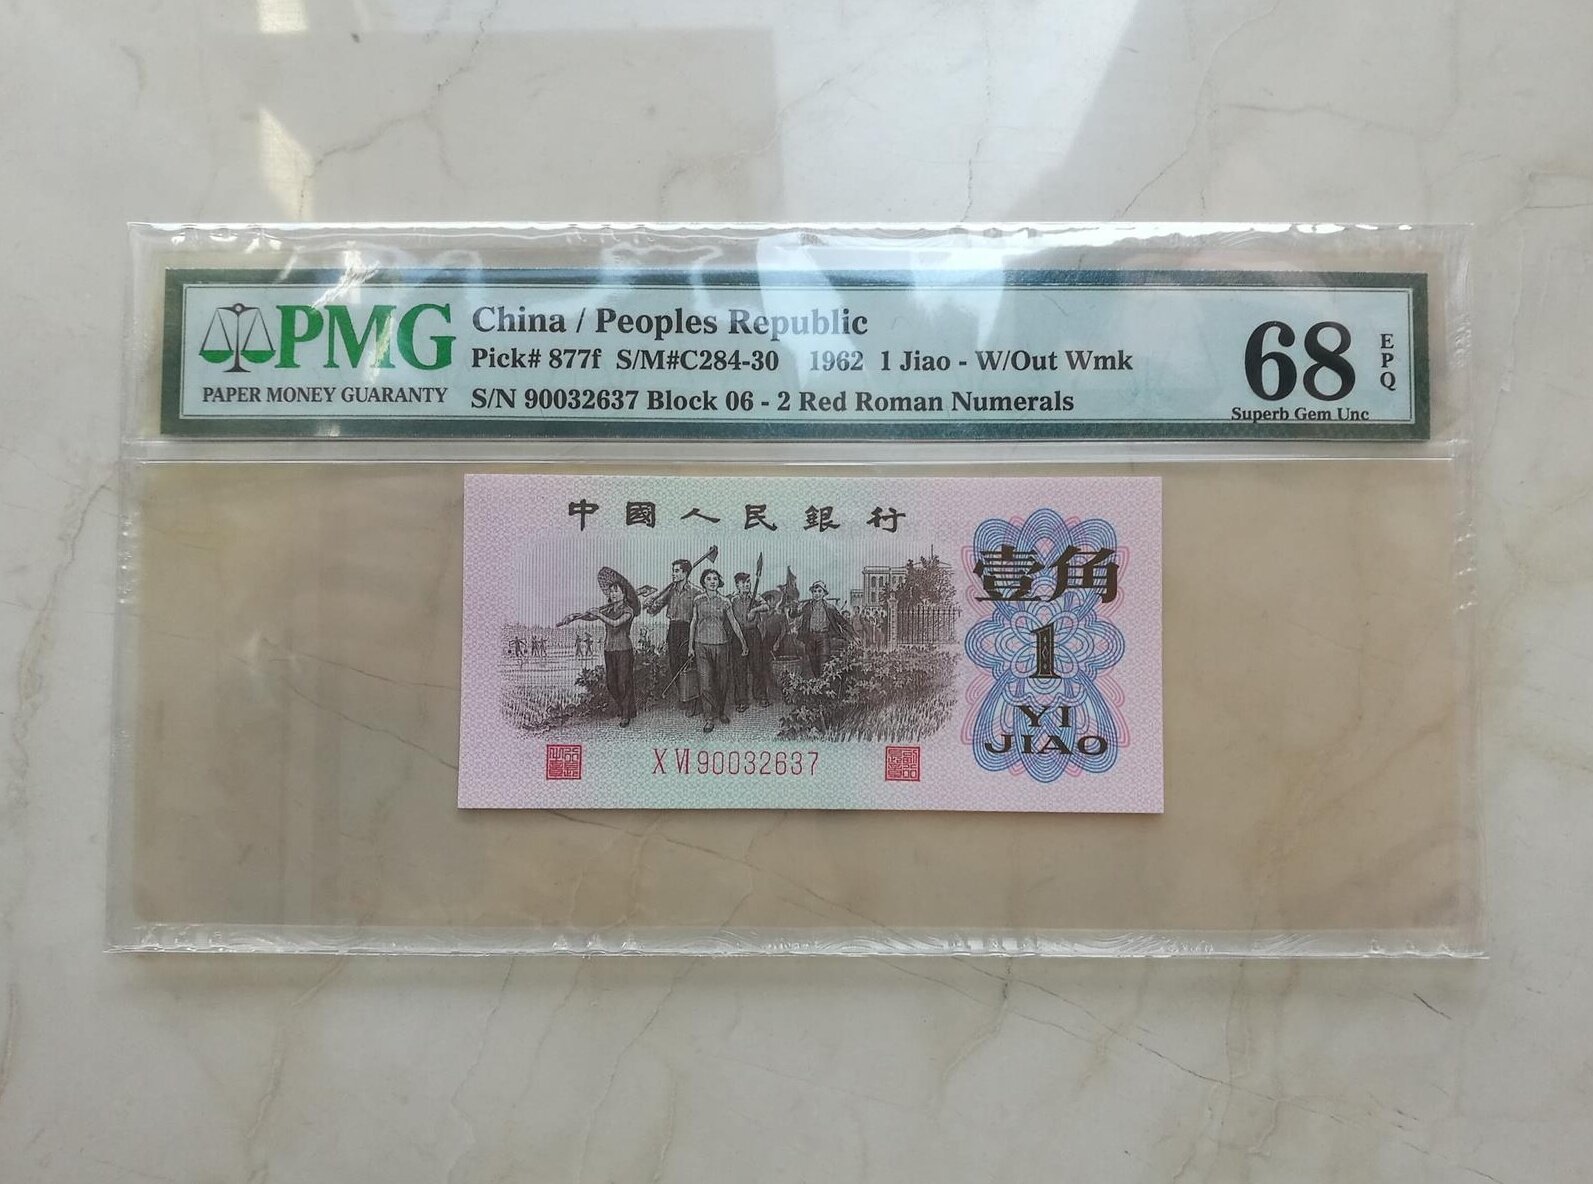 PMG
PAPER MONEY GUARANTY
China / Peoples Republic
Pick# 877f S/M#C284-30 1962 1 Jiao - W/Out Wmk
S/N 90032637 Block 06 - 2 Red Roman Numerals
68
EPQ
Superb Gem Unc
中國人民銀行
壹角
1
YI
JIAO
X VI 90032637